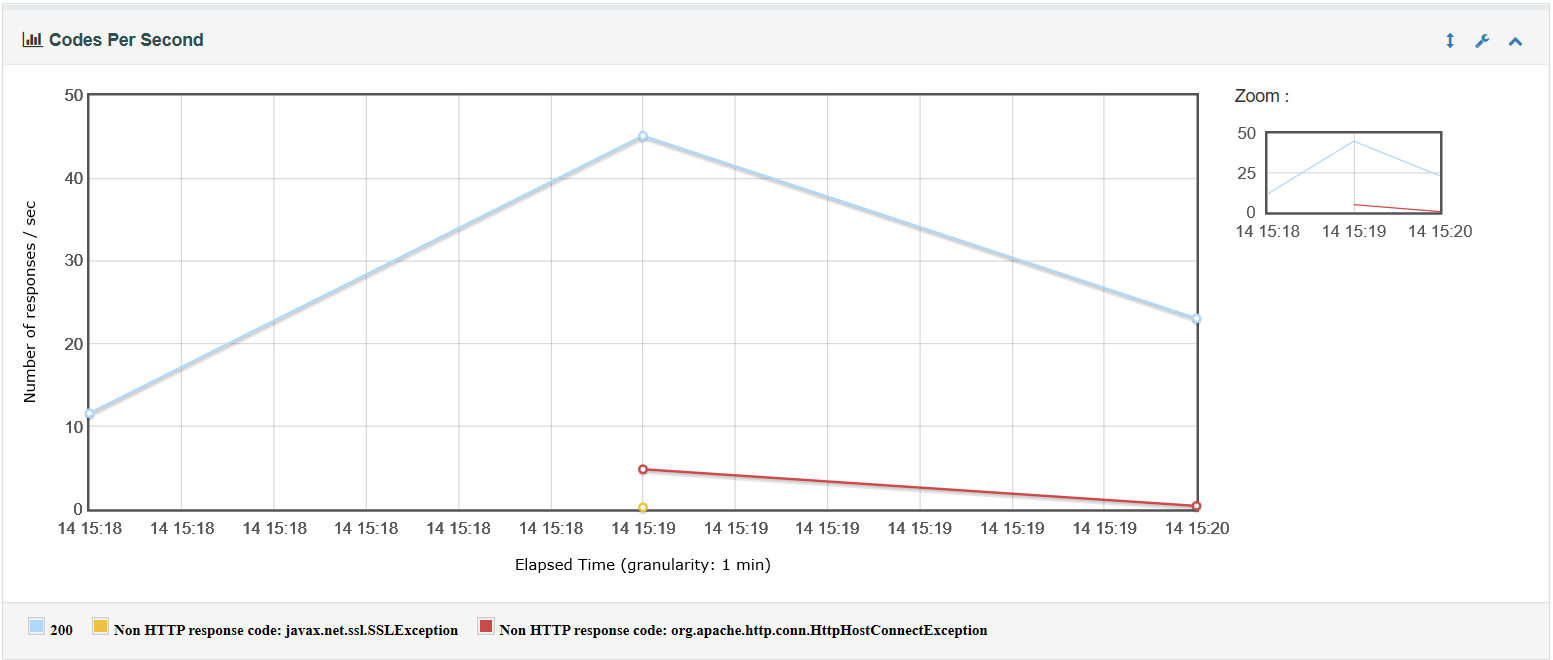 Codes Per Second
Zoom :
50
40
30
20
10
0
Number of responses / sec
14 15:18 14 15:18 14 15:18 14 15:18 14 15:18 14 15:18 14 15:19 14 15:19 14 15:19 14 15:19 14 15:19 14 15:19 14 15:20
Elapsed Time (granularity: 1 min)
50
25
0
14 15:18 14 15:19 14 15:20
200 Non HTTP response code: javax.net.ssl.SSLException Non HTTP response code: org.apache.http.conn.HttpHostConnectException